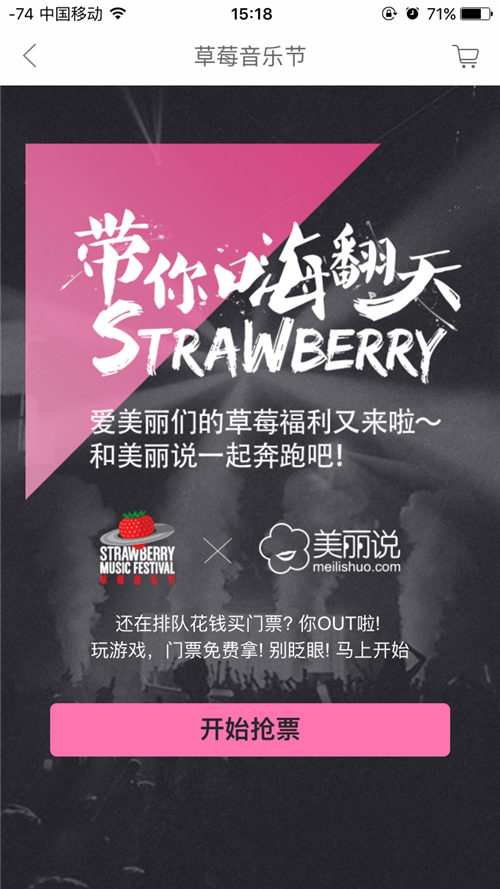 -74 中国移动 15:18 71%
草莓音乐节
带你嗨翻天
STRAWBERRY
爱美丽们的草莓福利又来啦～
和美丽说一起奔跑吧！
STRAWBERRY
MUSIC FESTIVAL
草莓音乐节
美丽说
meilishuo.com
还在排队花钱买门票? 你OUT啦!
玩游戏，门票免费拿! 别眨眼! 马上开始
开始抢票